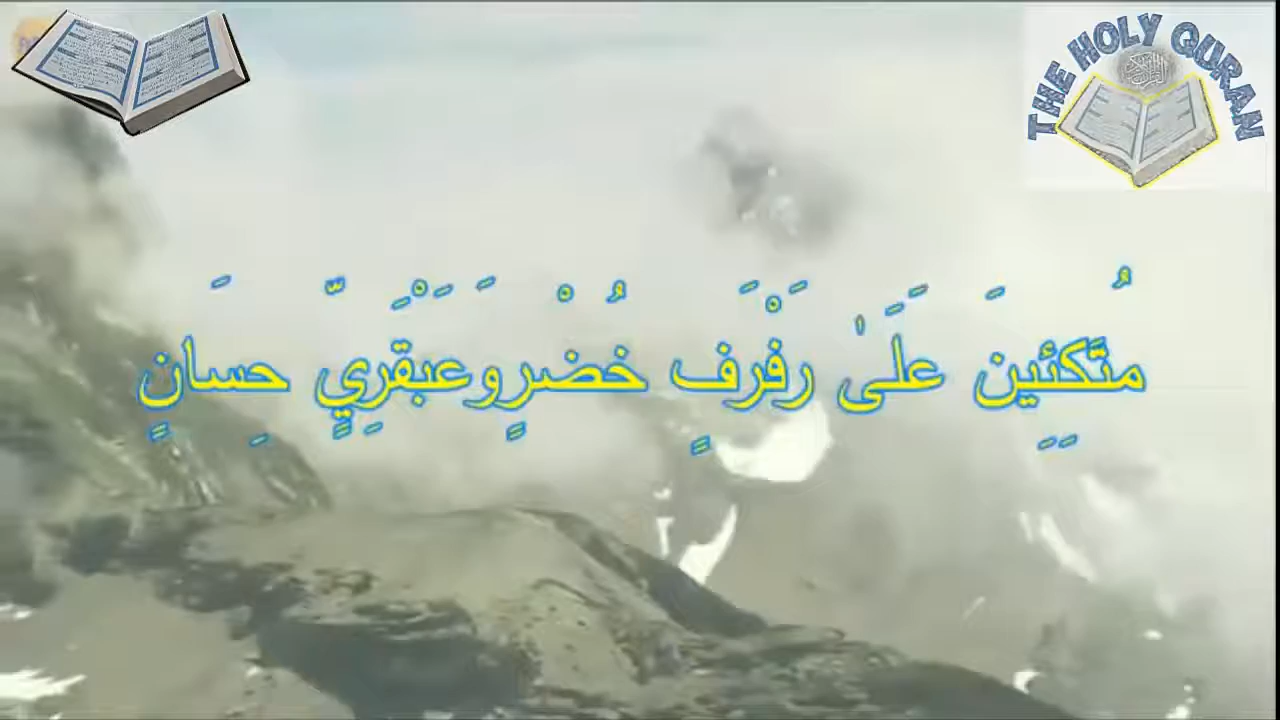 THE HOLY QURAN
مُتَّكِئِينَ عَلَىٰ رَفْرَفٍ خُضْرٍوَعَبْقَرِيٍّ حِسَانٍ